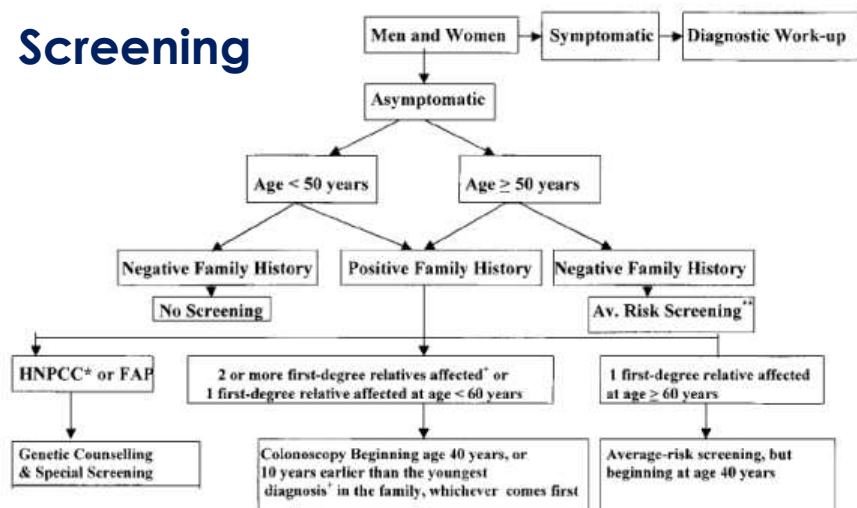 Screening
Men and Women
Symptomatic
Diagnostic Work-up
Asymptomatic
Age < 50 years
Age ≥ 50 years
Negative Family History
Positive Family History
Negative Family History
No Screening
Av. Risk Screening**
HNPCC* or FAP
2 or more first-degree relatives affected+ or
1 first-degree relative affected at age < 60 years
1 first-degree relative affected
at age ≥ 60 years
Genetic Counselling
& Special Screening
Colonoscopy Beginning age 40 years, or
10 years earlier than the youngest
diagnosis+ in the family, whichever comes first
Average-risk screening, but
beginning at age 40 years